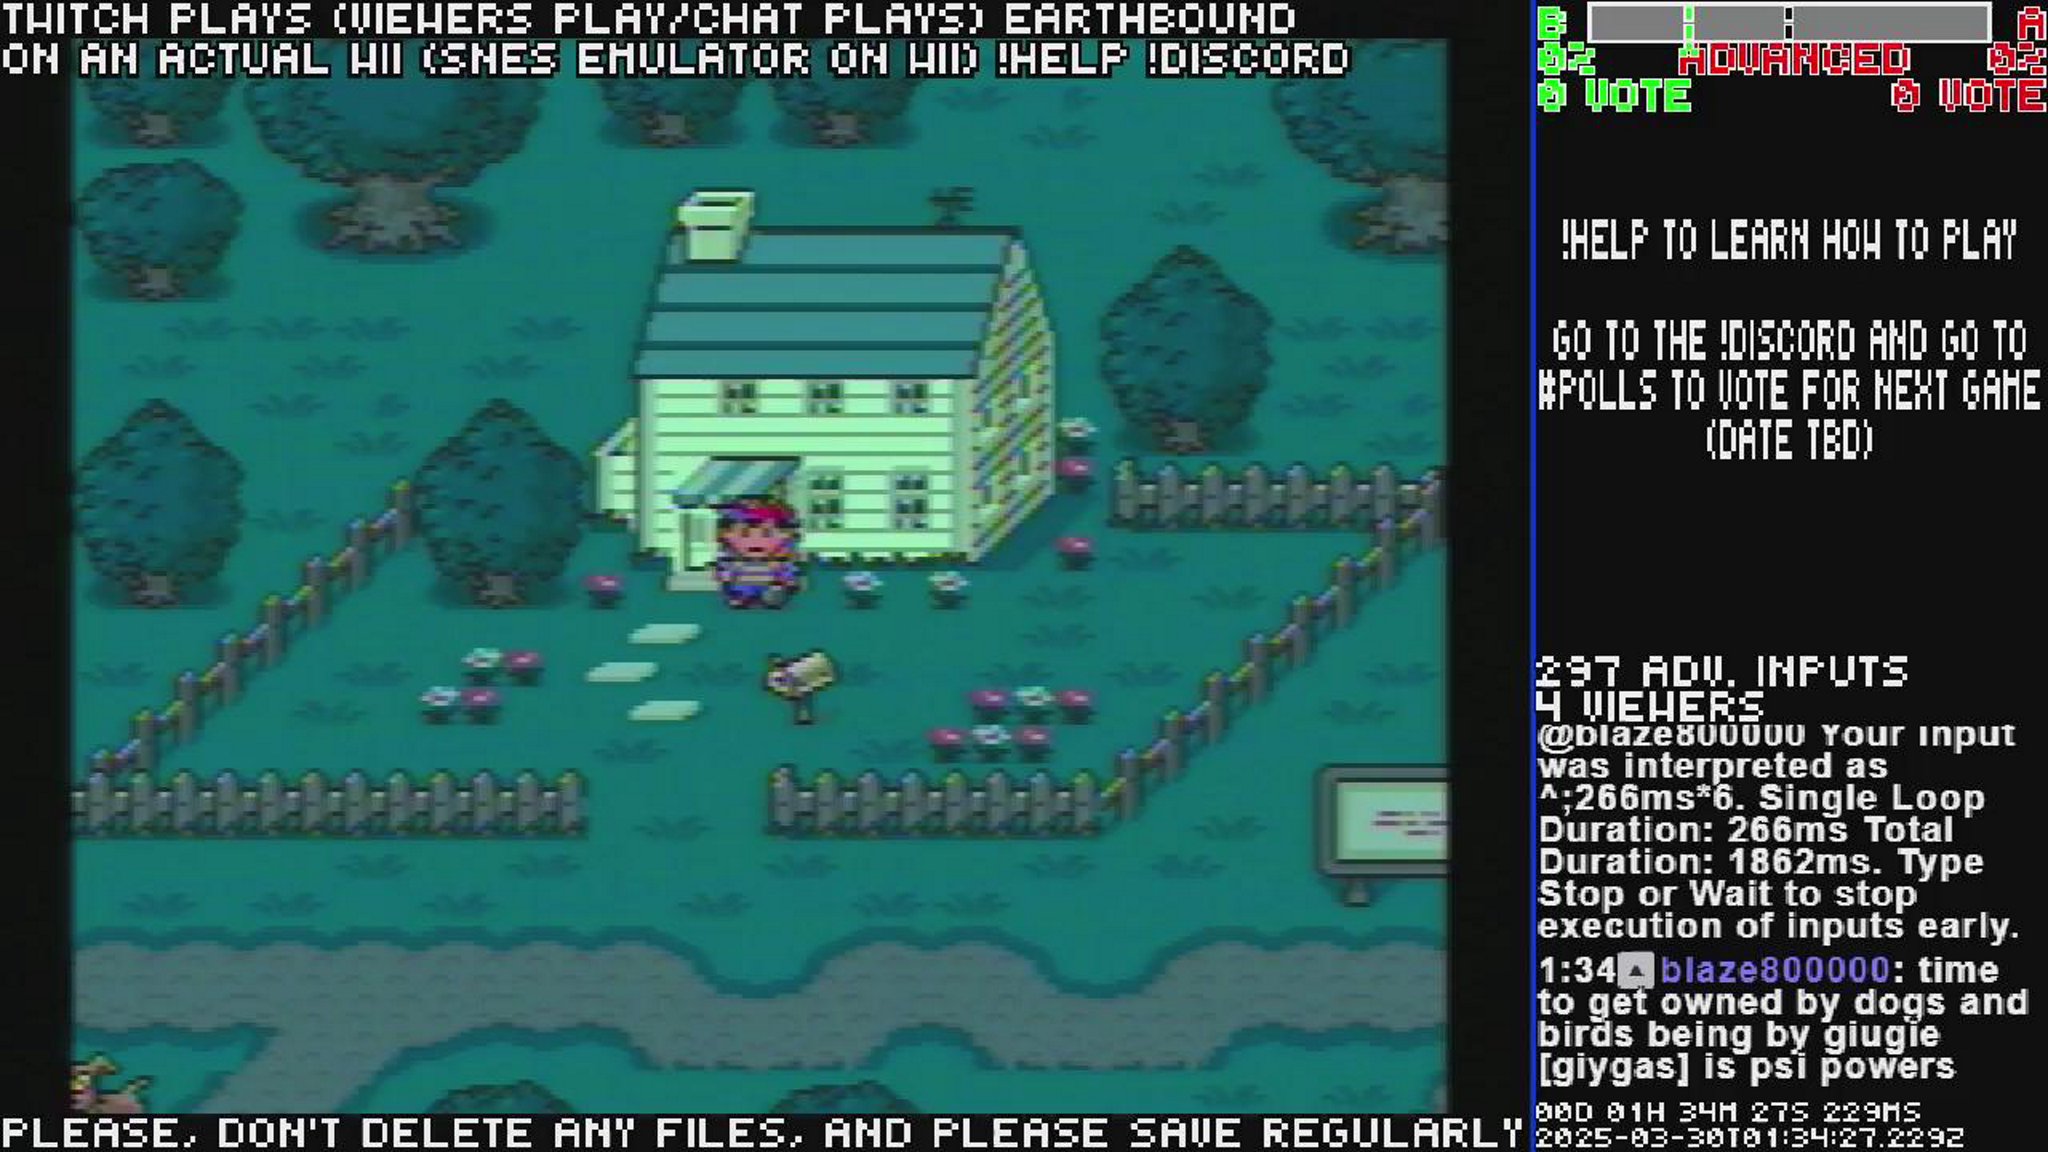 TWITCH PLAYS (VIEWERS PLAY/CHAT PLAYS) EARTHBOUND
ON AN ACTUAL WII (SNES EMULATOR ON WII) !HELP !DISCORD
B
A
0%
ADVANCED
0%
0 VOTE
0 VOTE
!HELP TO LEARN HOW TO PLAY
GO TO THE !DISCORD AND GO TO
#POLLS TO VOTE FOR NEXT GAME
(DATE TBD)
297 ADV. INPUTS
4 VIEWERS
@blaze800000 Your input
was interpreted as
^;266ms*6. Single Loop
Duration: 266ms Total
Duration: 1862ms. Type
Stop or Wait to stop
execution of inputs early.
1:34 blaze800000: time
to get owned by dogs and
birds being by giugie
[giygas] is psi powers
00D 01H 34M 27S 229MS
2025-03-30T01:34:27.229Z
PLEASE, DON'T DELETE ANY FILES, AND PLEASE SAVE REGULARLY